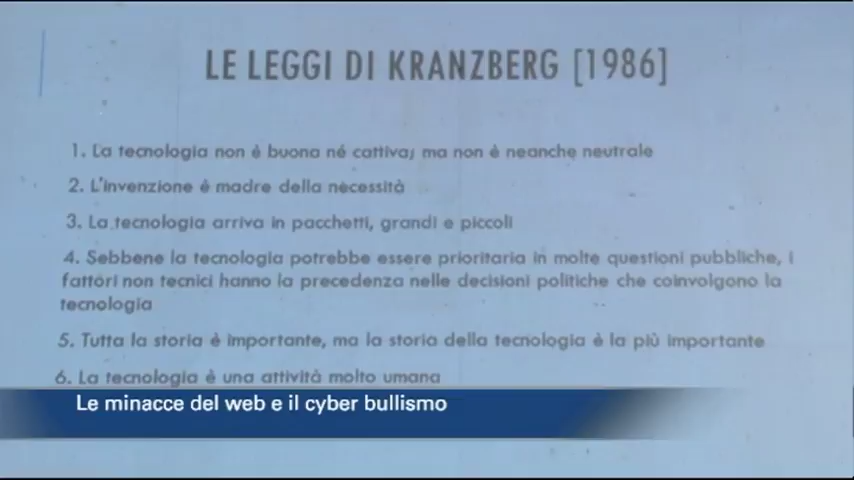 LE LEGGI DI KRANZBERG [1986]
1. La tecnologia non è buona né cattiva; ma non è neanche neutrale
2. L'invenzione è madre della necessità
3. La tecnologia arriva in pacchetti, grandi e piccoli
4. Sebbene la tecnologia potrebbe essere prioritaria in molte questioni pubbliche, i
fattori non tecnici hanno la precedenza nelle decisioni politiche che coinvolgono la
tecnologia
5. Tutta la storia è importante, ma la storia della tecnologia è la più importante
6. La tecnologia è una attività molto umana
Le minacce del web e il cyber bullismo